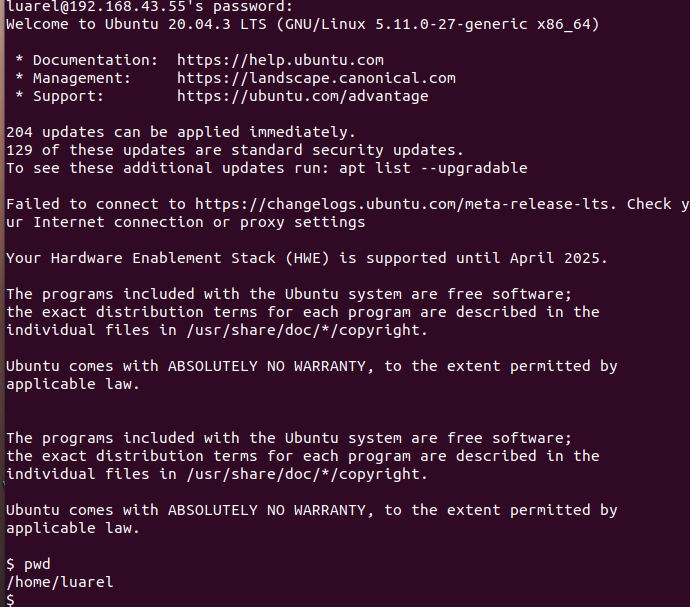 luarel@192.168.43.55's password:
Welcome to Ubuntu 20.04.3 LTS (GNU/Linux 5.11.0-27-generic x86_64)
 * Documentation:  https://help.ubuntu.com
 * Management:     https://landscape.canonical.com
 * Support:        https://ubuntu.com/advantage
204 updates can be applied immediately.
129 of these updates are standard security updates.
To see these additional updates run: apt list --upgradable
Failed to connect to https://changelogs.ubuntu.com/meta-release-lts. Check y
ur Internet connection or proxy settings
Your Hardware Enablement Stack (HWE) is supported until April 2025.
The programs included with the Ubuntu system are free software;
the exact distribution terms for each program are described in the
individual files in /usr/share/doc/*/copyright.
Ubuntu comes with ABSOLUTELY NO WARRANTY, to the extent permitted by
applicable law.
The programs included with the Ubuntu system are free software;
the exact distribution terms for each program are described in the
individual files in /usr/share/doc/*/copyright.
Ubuntu comes with ABSOLUTELY NO WARRANTY, to the extent permitted by
applicable law.
$ pwd
/home/luarel
$